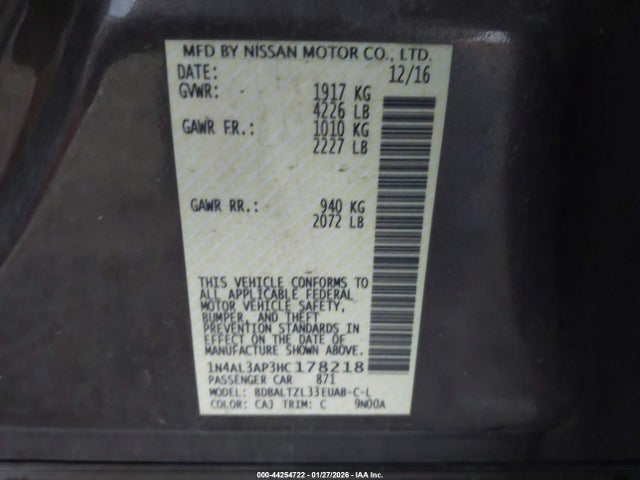 MFD BY NISSAN MOTOR CO., LTD.
DATE: 12/16
GVWR: 1917 KG
4226 LB
GAWR FR.: 1010 KG
2227 LB
GAWR RR.: 940 KG
2072 LB
THIS VEHICLE CONFORMS TO
ALL APPLICABLE FEDERAL
MOTOR VEHICLE SAFETY,
BUMPER, AND THEFT
PREVENTION STANDARDS IN
EFFECT ON THE DATE OF
MANUFACTURE SHOWN ABOVE.
1N4AL3AP3HC178218
PASSENGER CAR 871
MODEL: BDBALTZL33EUAB-C-L
COLOR: CAJ TRIM: C 9N00A
000-44254722 - 01/27/2026 - IAA Inc.